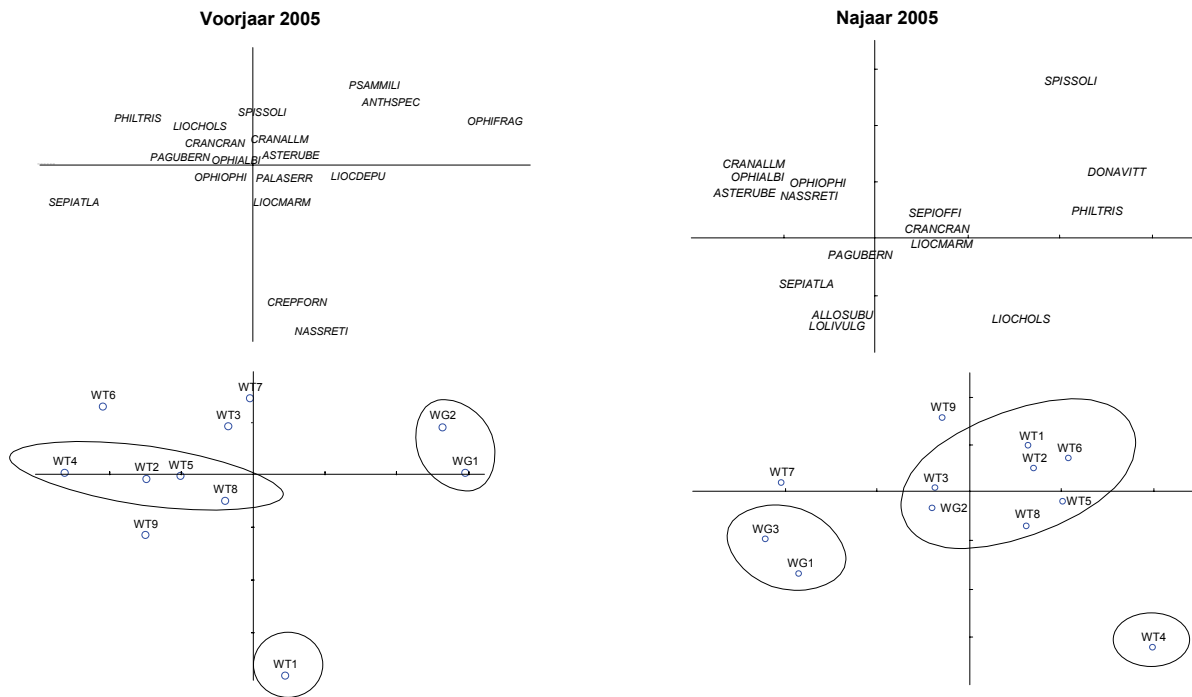 Voorjaar 2005
PSAMMILI
ANTHSPEC
SPISSOLI
PHILTRIS
OPHIFRAG
LIOCHOLS
CRANCRAN CRANALLM
PAGUBERN OPHIALBI ASTERUBE
OPHIOPHI PALASERR LIOCDEPU
SEPIATLA LIOCMARM
CREPFORN
NASSRETI
WT7
WT6
WT3
WG2
WT4 WT2 WT5 WG1
WT8
WT9
WT1
Najaar 2005
SPISSOLI
CRANALLM
DONAVITT
OPHIALBI OPHIOPHI
ASTERUBE NASSRETI
SEPIOFFI PHILTRIS
CRANCRAN
LIOCMARM
PAGUBERN
SEPIATLA
ALLOSUBU LIOCHOLS
LOLIVULG
WT9
WT1
WT6
WT2
WT7
WT3
WG2 WT5
WT8
WG3
WG1
WT4